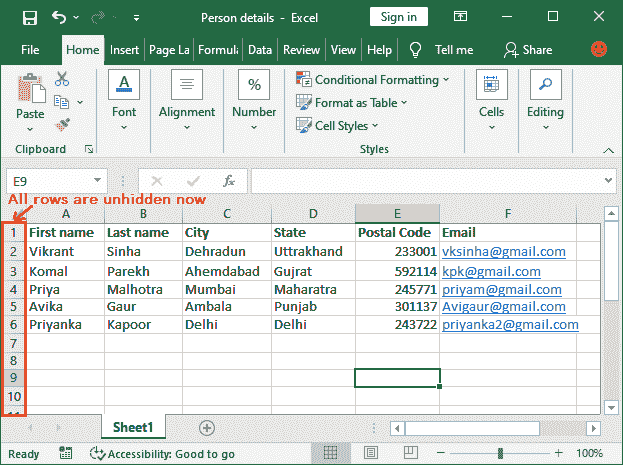 Person details - Excel
Sign in
File Home Insert Page La Formula Data Review View Help Tell me Share
Paste
Clipboard
Font
Alignment
%
Number
Conditional Formatting
Format as Table
Cell Styles
Styles
Cells
Editing
E9 fx
All rows are unhidden now
A B C D E F
1 First name Last name City State Postal Code Email
2 Vikrant Sinha Dehradun Uttrakhand 233001 vksinha@gmail.com
3 Komal Parekh Ahemdabad Gujrat 592114 kpk@gmail.com
4 Priya Malhotra Mumbai Maharatra 245771 priyam@gmail.com
5 Avika Gaur Ambala Punjab 301137 Avigaur@gmail.com
6 Priyanka Kapoor Delhi Delhi 243722 priyanka2@gmail.com
7
8
9
10
11
Sheet1
Ready Accessibility: Good to go 100%